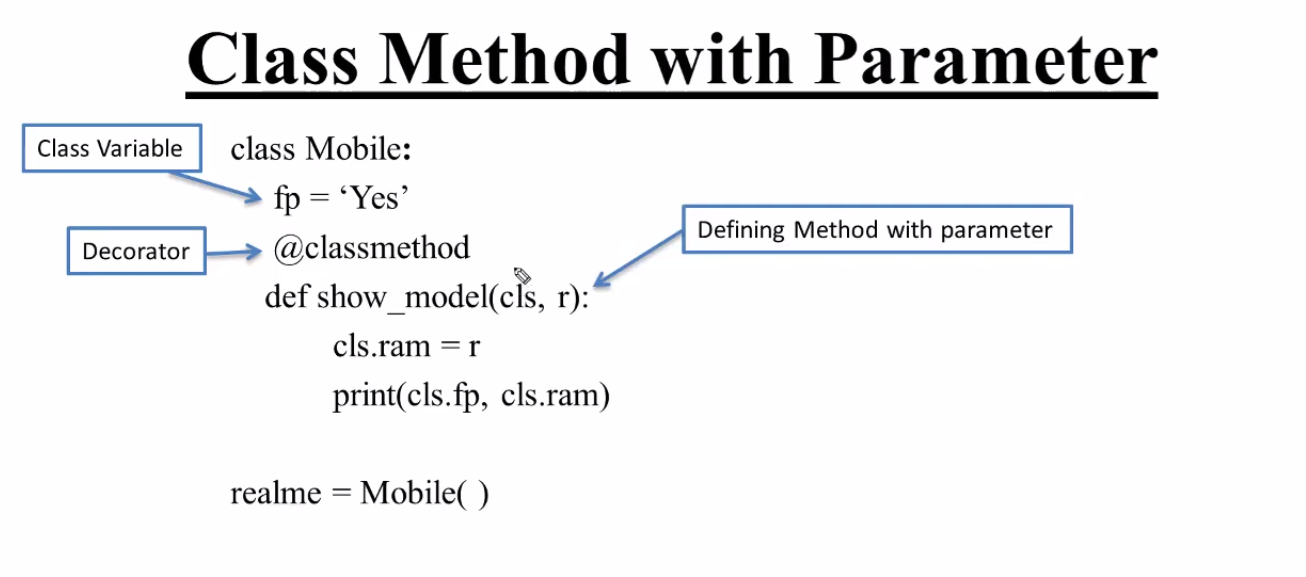 Class Method with Parameter
Class Variable
class Mobile:
fp = ‘Yes’
Decorator
@classmethod
Defining Method with parameter
def show_model(cls, r):
cls.ram = r
print(cls.fp, cls.ram)
realme = Mobile( )